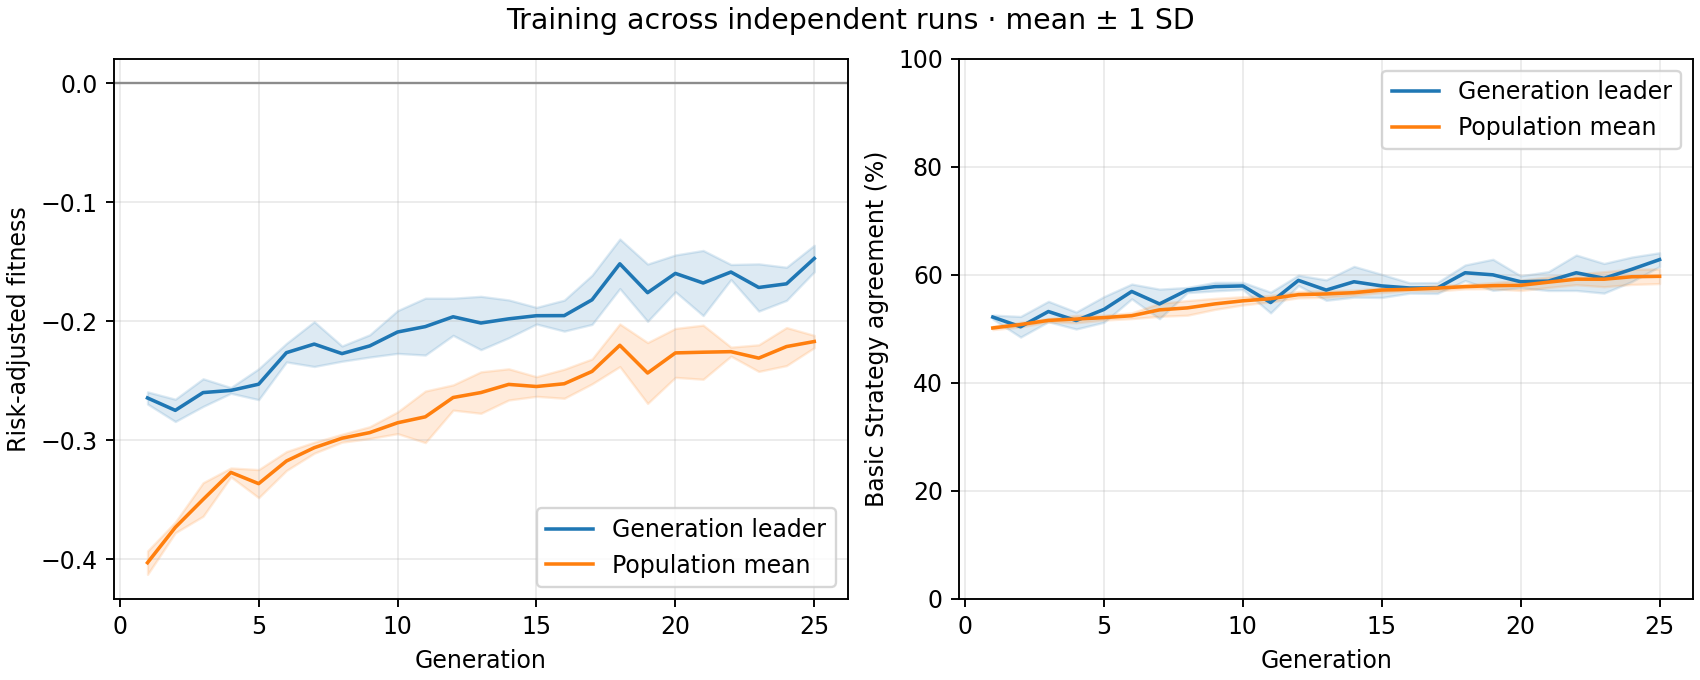 Training across independent runs · mean ± 1 SD
Risk-adjusted fitness
0.0
−0.1
−0.2
−0.3
−0.4
0
5
10
15
20
25
Generation
Generation leader
Population mean
Basic Strategy agreement (%)
100
80
60
40
20
0
0
5
10
15
20
25
Generation
Generation leader
Population mean